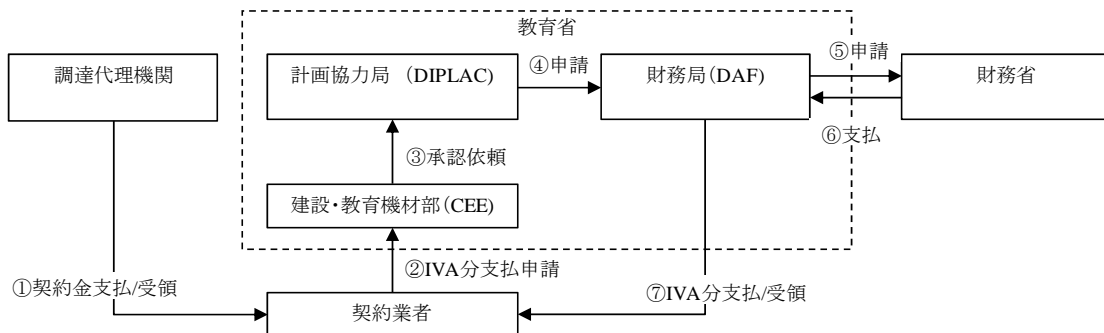 教育省
調達代理機関
計画協力局 (DIPLAC)
④申請
財務局(DAF)
⑤申請
財務省
⑥支払
③承認依頼
建設・教育機材部(CEE)
②IVA分支払申請
①契約金支払/受領
⑦IVA分支払/受領
契約業者